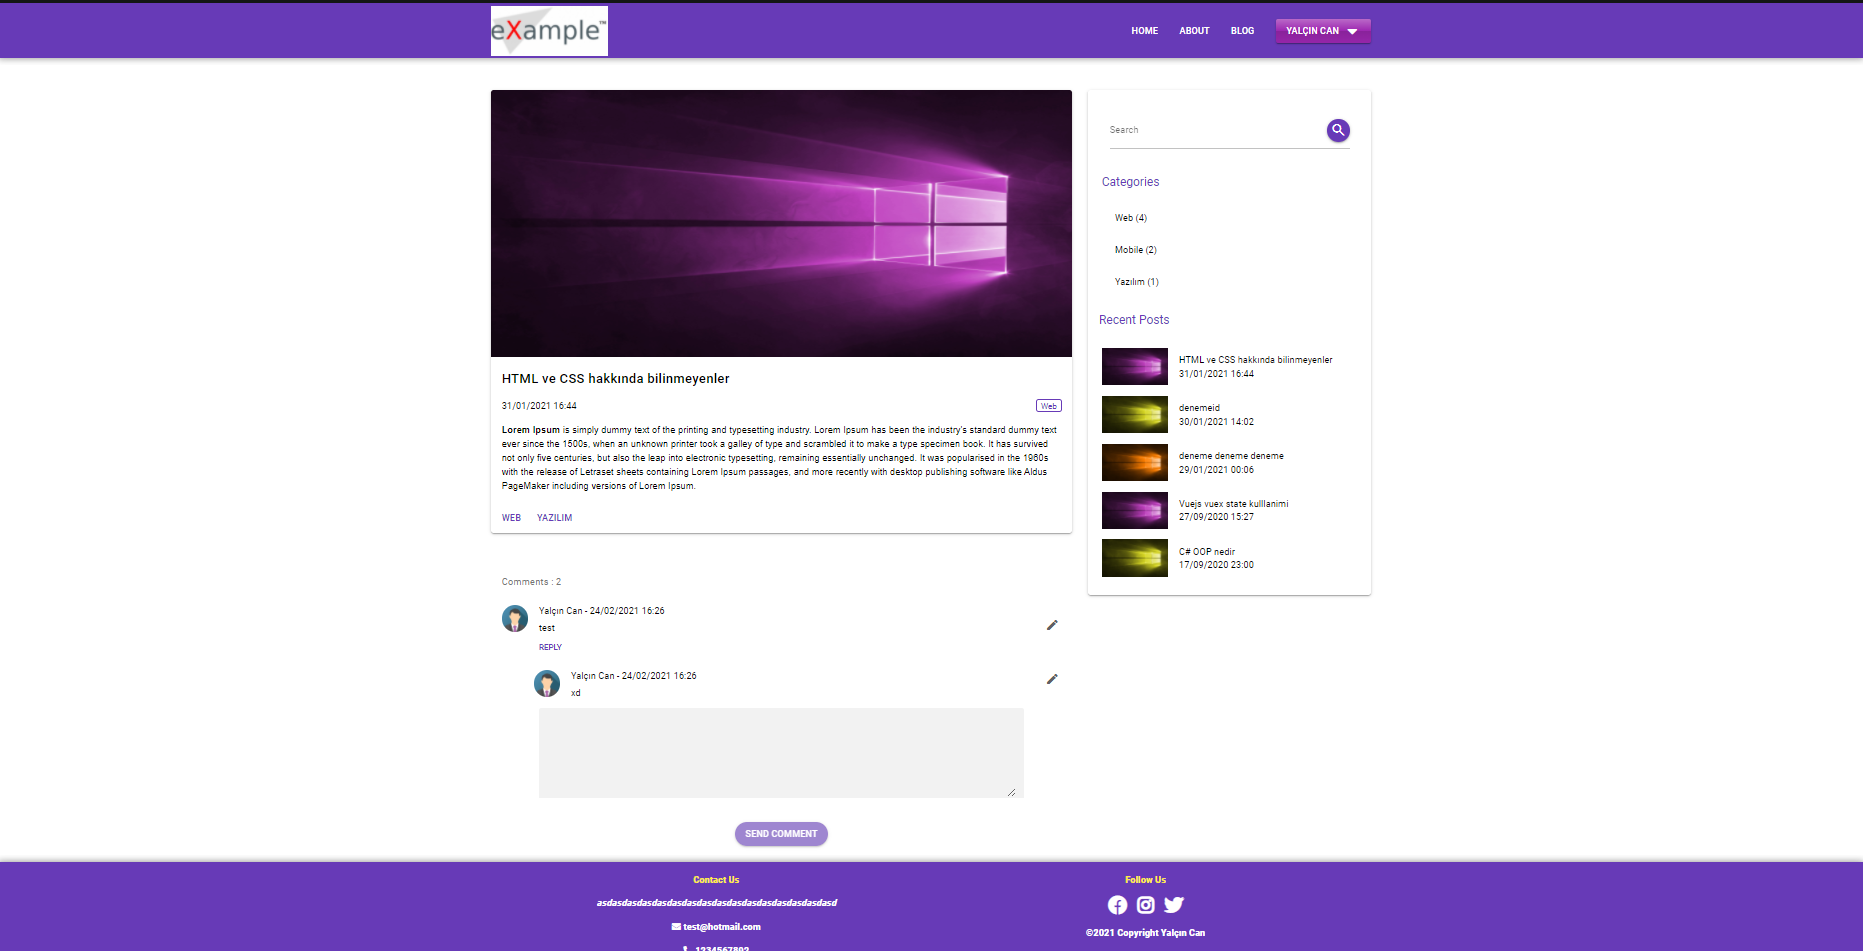 eXample™
HOME ABOUT BLOG YALÇIN CAN
HTML ve CSS hakkında bilinmeyenler
31/01/2021 16:44 Web
Lorem Ipsum is simply dummy text of the printing and typesetting industry. Lorem Ipsum has been the industry's standard dummy text
ever since the 1500s, when an unknown printer took a galley of type and scrambled it to make a type specimen book. It has survived
not only five centuries, but also the leap into electronic typesetting, remaining essentially unchanged. It was popularised in the 1960s
with the release of Letraset sheets containing Lorem Ipsum passages, and more recently with desktop publishing software like Aldus
PageMaker including versions of Lorem Ipsum.
WEB YAZILIM
Comments : 2
Yalçın Can - 24/02/2021 16:26
test
REPLY
Yalçın Can - 24/02/2021 16:26
xd
SEND COMMENT
Search
Categories
Web (4)
Mobile (2)
Yazılım (1)
Recent Posts
HTML ve CSS hakkında bilinmeyenler
31/01/2021 16:44
denemeid
30/01/2021 14:02
deneme deneme deneme
29/01/2021 00:06
Vuejs vuex state kulllanimi
27/09/2020 15:27
C# OOP nedir
17/09/2020 23:00
Contact Us
asdasdasdasdasdasdasdasdasdasdasdasdasdasdasdasd
test@hotmail.com
1234567892
Follow Us
©2021 Copyright Yalçın Can